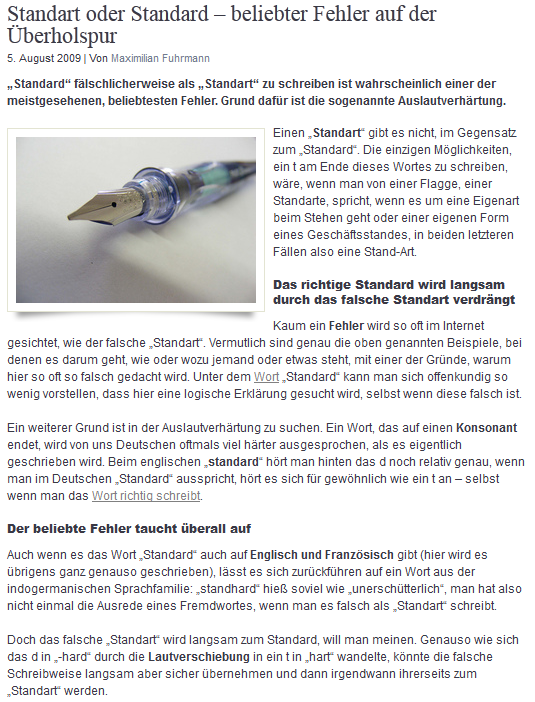 Standart oder Standard – beliebter Fehler auf der
Überholspur
5. August 2009 | Von Maximilian Fuhrmann
„Standard“ fälschlicherweise als „Standart“ zu schreiben ist wahrscheinlich einer der
meistgesehenen, beliebtesten Fehler. Grund dafür ist die sogenannte Auslautverhärtung.
Einen „Standart“ gibt es nicht, im Gegensatz
zum „Standard“. Die einzigen Möglichkeiten,
ein t am Ende dieses Wortes zu schreiben,
wäre, wenn man von einer Flagge, einer
Standarte, spricht, wenn es um eine Eigenart
beim Stehen geht oder einer eigenen Form
eines Geschäftsstandes, in beiden letzteren
Fällen also eine Stand-Art.
Das richtige Standard wird langsam
durch das falsche Standart verdrängt
Kaum ein Fehler wird so oft im Internet
gesichtet, wie der falsche „Standart“. Vermutlich sind genau die oben genannten Beispiele, bei
denen es darum geht, wie oder wozu jemand oder etwas steht, mit einer der Gründe, warum
hier so oft so falsch gedacht wird. Unter dem Wort „Standard“ kann man sich offenkundig so
wenig vorstellen, dass hier eine logische Erklärung gesucht wird, selbst wenn diese falsch ist.
Ein weiterer Grund ist in der Auslautverhärtung zu suchen. Ein Wort, das auf einen Konsonant
endet, wird von uns Deutschen oftmals viel härter ausgesprochen, als es eigentlich
geschrieben wird. Beim englischen „standard“ hört man hinten das d noch relativ genau, wenn
man im Deutschen „Standard“ ausspricht, hört es sich für gewöhnlich wie ein t an – selbst
wenn man das Wort richtig schreibt.
Der beliebte Fehler taucht überall auf
Auch wenn es das Wort „Standard“ auch auf Englisch und Französisch gibt (hier wird es
übrigens ganz genauso geschrieben), lässt es sich zurückführen auf ein Wort aus der
indogermanischen Sprachfamilie: „standhard“ hieß soviel wie „unerschütterlich“, man hat also
nicht einmal die Ausrede eines Fremdwortes, wenn man es falsch als „Standart“ schreibt.
Doch das falsche „Standart“ wird langsam zum Standard, will man meinen. Genauso wie sich
das d in „-hard“ durch die Lautverschiebung in ein t in „hart“ wandelte, könnte die falsche
Schreibweise langsam aber sicher übernehmen und dann irgendwann ihrerseits zum
„Standart“ werden.